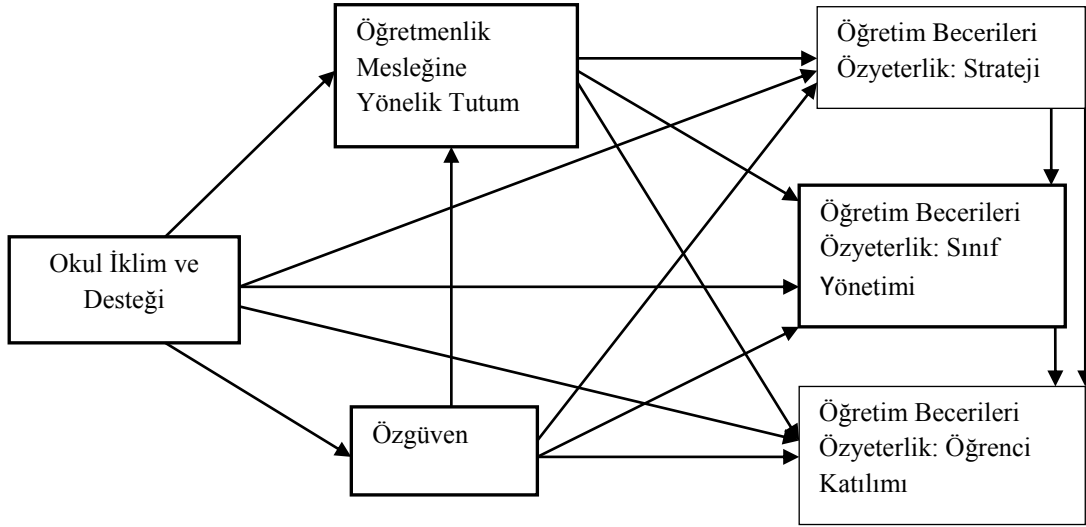 Öğretmenlik
Mesleğine
Yönelik Tutum
Öğretim Becerileri
Özyeterlik: Strateji
Okul İklim ve
Desteği
Öğretim Becerileri
Özyeterlik: Sınıf
Yönetimi
Özgüven
Öğretim Becerileri
Özyeterlik: Öğrenci
Katılımı